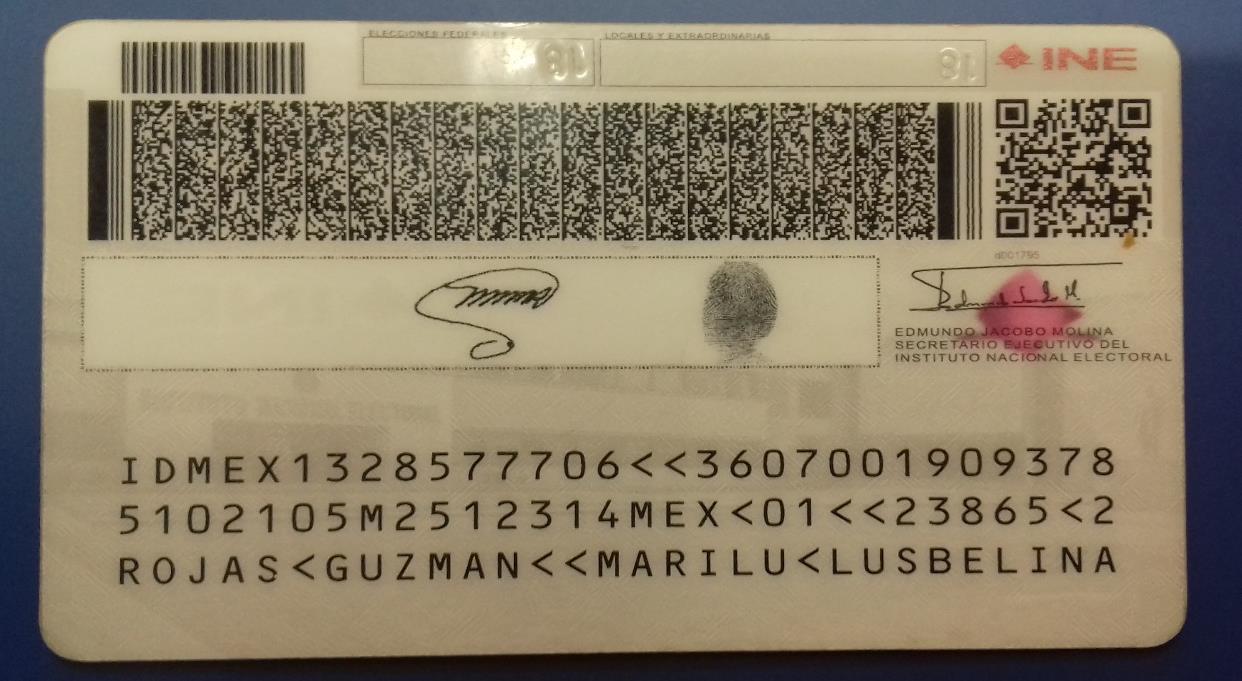 ELECCIONES FEDERALES
LOCALES Y EXTRAORDINARIAS
18
18
INE
d001795
EDMUNDO JACOBO MOLINA
SECRETARIO EJECUTIVO DEL
INSTITUTO NACIONAL ELECTORAL
IDMEX1328577706<<3607001909378
5102105M2512314MEX<01<<23865<2
ROJAS<GUZMAN<<MARILU<LUSBELINA